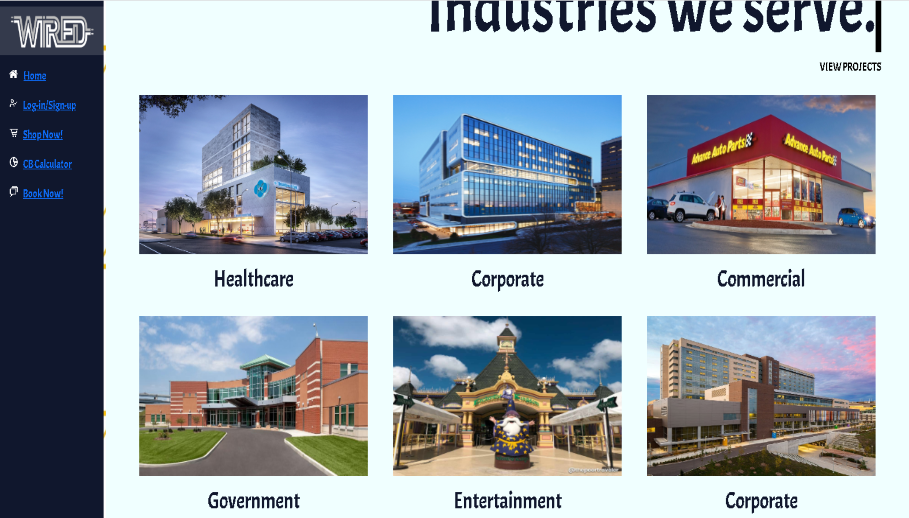 Industries we serve.
WIRED
VIEW PROJECTS
Home
Log-in/Sign-up
Shop Now!
CB Calculator
Book Now!
Advance Auto Parts
Advance Auto Parts
Healthcare
Corporate
Commercial
Government
Entertainment
Corporate